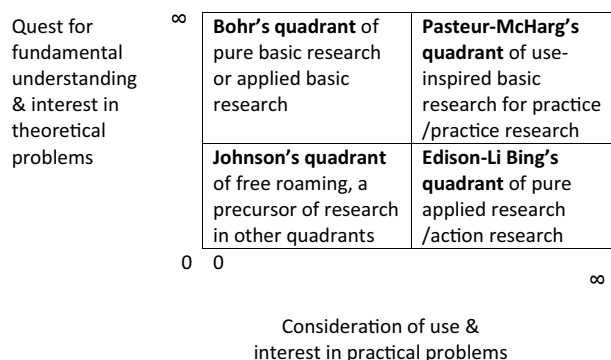 Quest for
fundamental
understanding
& interest in
theoretical
problems
∞
Bohr’s quadrant of
pure basic research
or applied basic
research
Pasteur-McHarg’s
quadrant of use-
inspired basic
research for practice
/practice research
Johnson’s quadrant
of free roaming, a
precursor of research
in other quadrants
Edison-Li Bing’s
quadrant of pure
applied research
/action research
0 0
∞
Consideration of use &
interest in practical problems